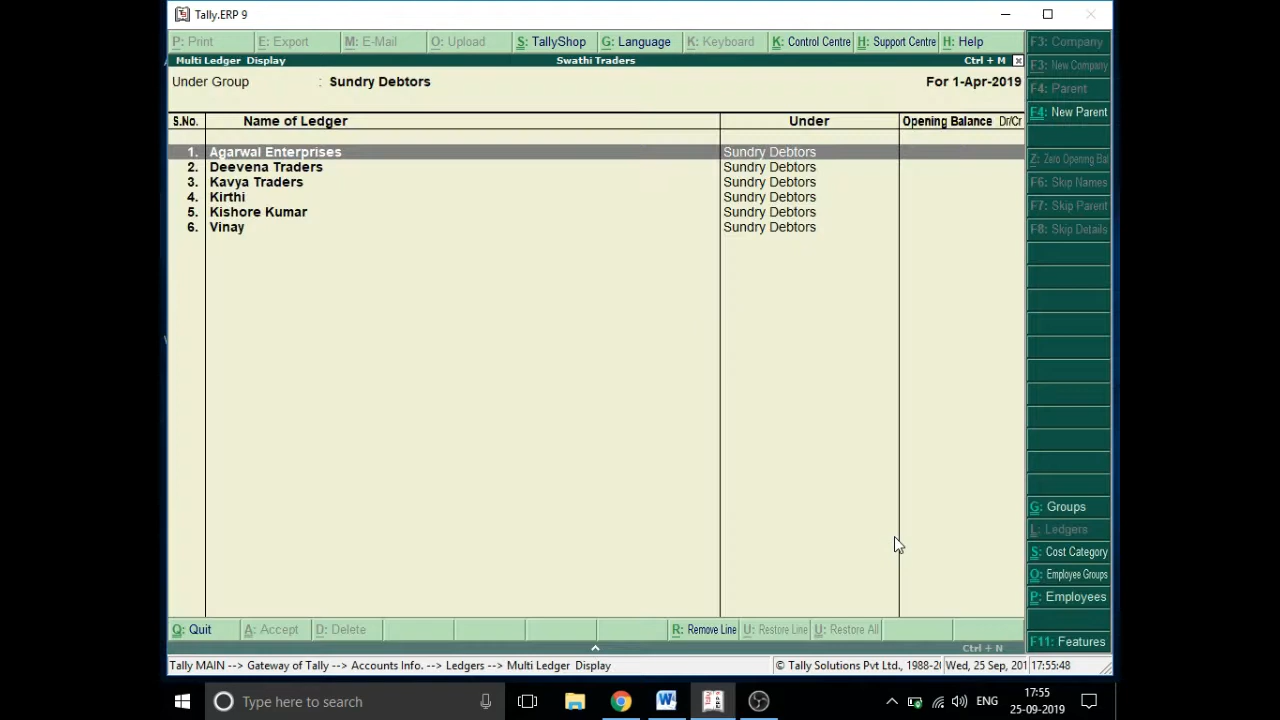 Tally.ERP 9
P: Print E: Export M: E-Mail O: Upload S: TallyShop G: Language K: Keyboard K: Control Centre H: Support Centre H: Help
F3: Company
Multi Ledger Display Swathi Traders Ctrl + M
F3: New Company
Under Group : Sundry Debtors For 1-Apr-2019
F4: Parent
F4: New Parent
S.No. Name of Ledger Under Opening Balance Dr/Cr
1. Agarwal Enterprises Sundry Debtors
Z: Zero Opening Bal
2. Deevena Traders Sundry Debtors
3. Kavya Traders Sundry Debtors
F6: Skip Names
4. Kirthi Sundry Debtors
F7: Skip Parent
5. Kishore Kumar Sundry Debtors
6. Vinay Sundry Debtors
F8: Skip Details
G: Groups
L: Ledgers
S: Cost Category
O: Employee Groups
P: Employees
Q: Quit A: Accept D: Delete R: Remove Line U: Restore Line U: Restore All
F11: Features
Ctrl + N
Tally MAIN --> Gateway of Tally --> Accounts Info. --> Ledgers --> Multi Ledger Display © Tally Solutions Pvt Ltd., 1988-20 Wed, 25 Sep, 201 17:55:48
Type here to search W ENG 17:55
25-09-2019